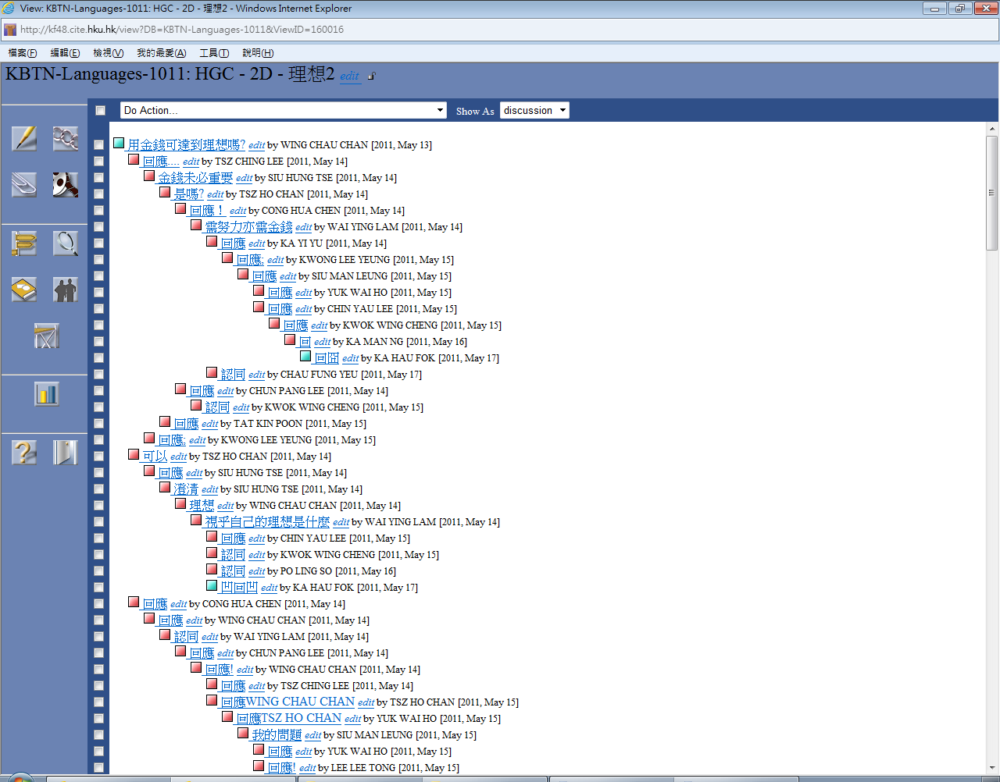 View: KBTN-Languages-1011: HGC - 2D - 理想2 - Windows Internet Explorer
http://kf48.cite.hku.hk/view?DB=KBTN-Languages-1011&ViewID=160016
檔案(F) 編輯(E) 檢視(V) 我的最愛(A) 工具(T) 說明(H)
KBTN-Languages-1011: HGC - 2D - 理想2 edit
Do Action... Show As discussion
用金錢可達到理想嗎? edit by WING CHAU CHAN [2011, May 13]
回應.... edit by TSZ CHING LEE [2011, May 14]
金錢未必重要 edit by SIU HUNG TSE [2011, May 14]
是嗎? edit by TSZ HO CHAN [2011, May 14]
回應！ edit by CONG HUA CHEN [2011, May 14]
需努力亦需金錢 edit by WAI YING LAM [2011, May 14]
回應 edit by KA YI YU [2011, May 14]
回應: edit by KWONG LEE YEUNG [2011, May 15]
回應 edit by SIU MAN LEUNG [2011, May 15]
回應 edit by YUK WAI HO [2011, May 15]
回應 edit by CHIN YAU LEE [2011, May 15]
回應 edit by KWOK WING CHENG [2011, May 15]
回 edit by KA MAN NG [2011, May 16]
回囧 edit by KA HAU FOK [2011, May 17]
認同 edit by CHAU FUNG YEU [2011, May 17]
回應 edit by CHUN PANG LEE [2011, May 14]
認同 edit by KWOK WING CHENG [2011, May 15]
回應 edit by TAT KIN POON [2011, May 15]
回應: edit by KWONG LEE YEUNG [2011, May 15]
可以 edit by TSZ HO CHAN [2011, May 14]
回應 edit by SIU HUNG TSE [2011, May 14]
澄清 edit by SIU HUNG TSE [2011, May 14]
理想 edit by WING CHAU CHAN [2011, May 14]
視乎自己的理想是什麼 edit by WAI YING LAM [2011, May 14]
回應 edit by CHIN YAU LEE [2011, May 15]
認同 edit by KWOK WING CHENG [2011, May 15]
認同 edit by PO LING SO [2011, May 16]
凹回凹 edit by KA HAU FOK [2011, May 17]
回應 edit by CONG HUA CHEN [2011, May 14]
回應 edit by WING CHAU CHAN [2011, May 14]
認同 edit by WAI YING LAM [2011, May 14]
回應 edit by CHUN PANG LEE [2011, May 14]
回應! edit by WING CHAU CHAN [2011, May 14]
回應 edit by TSZ CHING LEE [2011, May 14]
回應WING CHAU CHAN edit by TSZ HO CHAN [2011, May 15]
回應TSZ HO CHAN edit by YUK WAI HO [2011, May 15]
我的問題 edit by SIU MAN LEUNG [2011, May 15]
回應 edit by YUK WAI HO [2011, May 15]
回應! edit by LEE LEE TONG [2011, May 15]